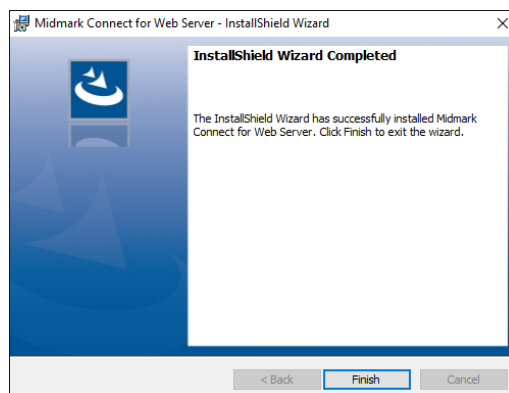 Midmark Connect for Web Server - InstallShield Wizard
InstallShield Wizard Completed
The InstallShield Wizard has successfully installed Midmark
Connect for Web Server. Click Finish to exit the wizard.
< Back
Finish
Cancel